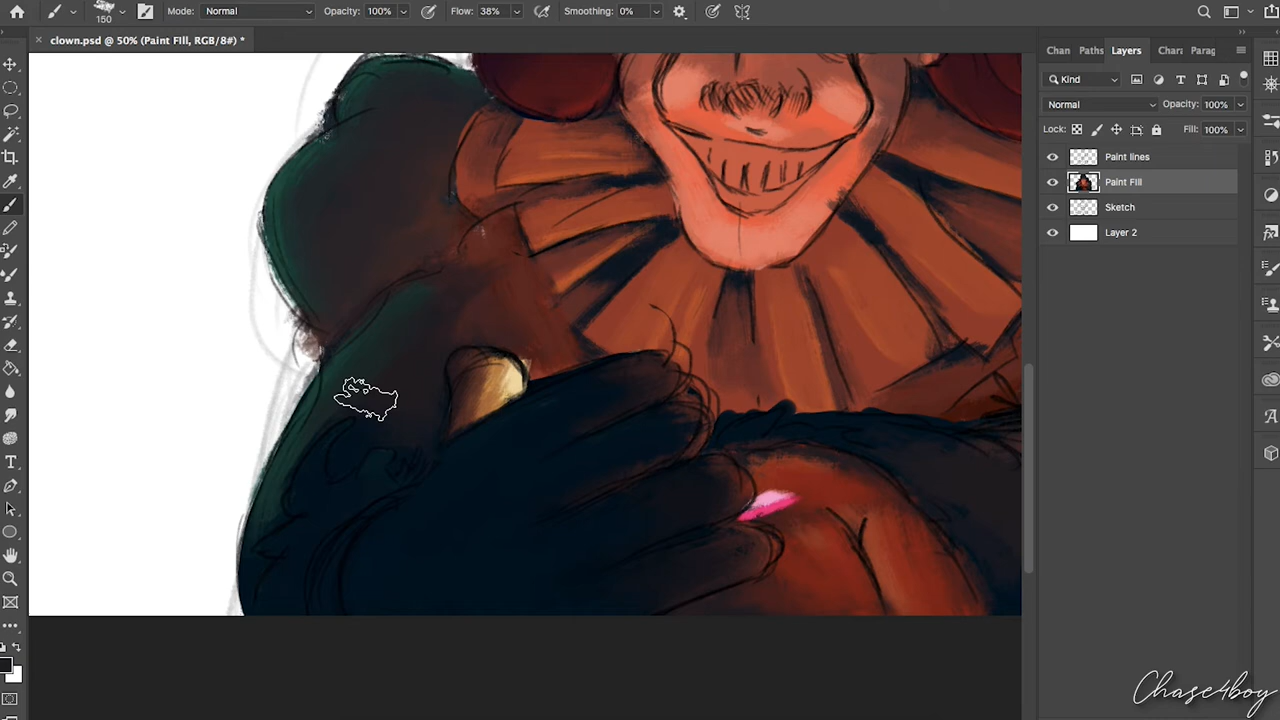 150 Mode: Normal Opacity: 100% Flow: 38% Smoothing: 0%
× clown.psd @ 50% (Paint FIll, RGB/8#) *
Chan Paths Layers Chara Parag
Kind
Normal Opacity: 100%
Lock: Fill: 100%
Paint lines
Paint FIll
Sketch
Layer 2
Chase4boy